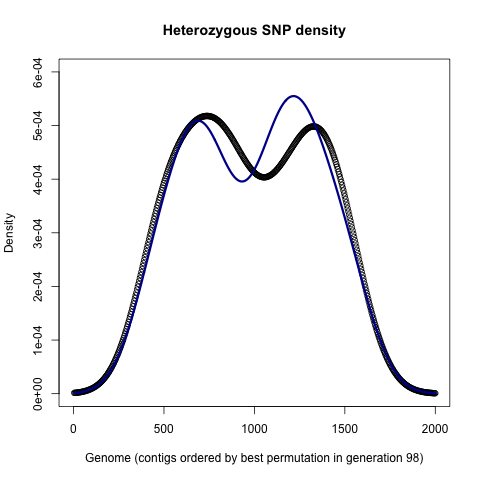 Heterozygous SNP density
6e-04
5e-04
4e-04
3e-04
2e-04
1e-04
0e+00
Density
0 500 1000 1500 2000
Genome (contigs ordered by best permutation in generation 98)